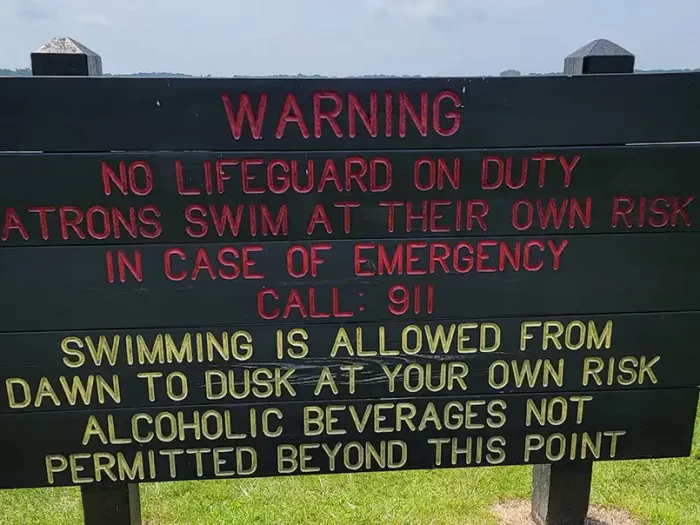 WARNING
NO LIFEGUARD ON DUTY
ATRONS SWIM AT THEIR OWN RISK
IN CASE OF EMERGENCY
CALL: 911
SWIMMING IS ALLOWED FROM
DAWN TO DUSK AT YOUR OWN RISK
ALCOHOLIC BEVERAGES NOT
PERMITTED BEYOND THIS POINT